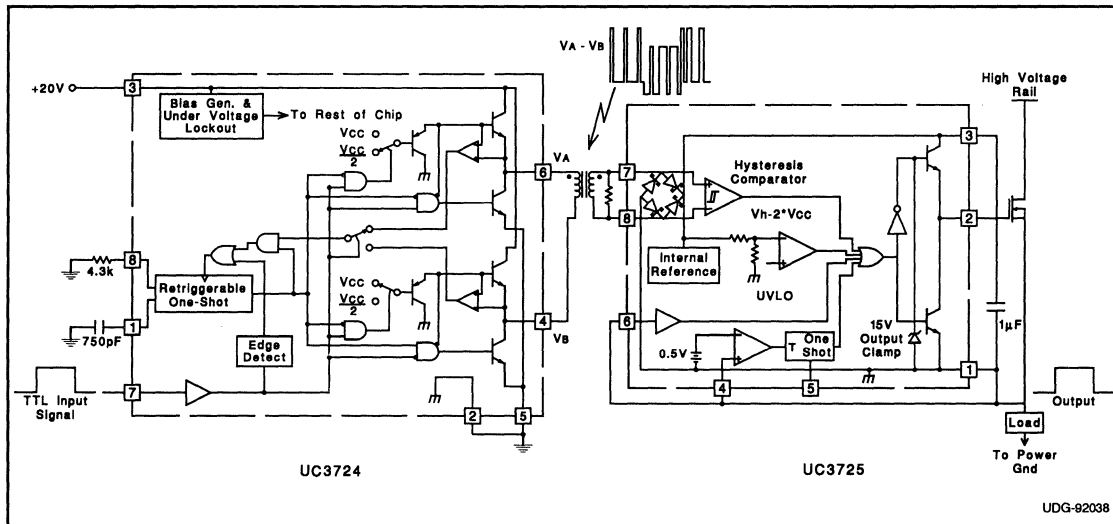 VA - VB
+20V
3
Bias Gen. &
Under Voltage
Lockout
To Rest of Chip
VCC
VCC
2
6
VA
8
4.3k
Retriggerable
One-Shot
1
750pF
Edge
Detect
VCC
VCC
2
4
VB
7
TTL Input
Signal
2
5
UC3724
High Voltage
Rail
3
7
Hysteresis
Comparator
8
Vh-2*VCC
2
Internal
Reference
UVLO
6
15V
Output
Clamp
1μF
0.5V
T One
Shot
4
5
1
Output
Load
To Power
Gnd
UC3725
UDG-92038